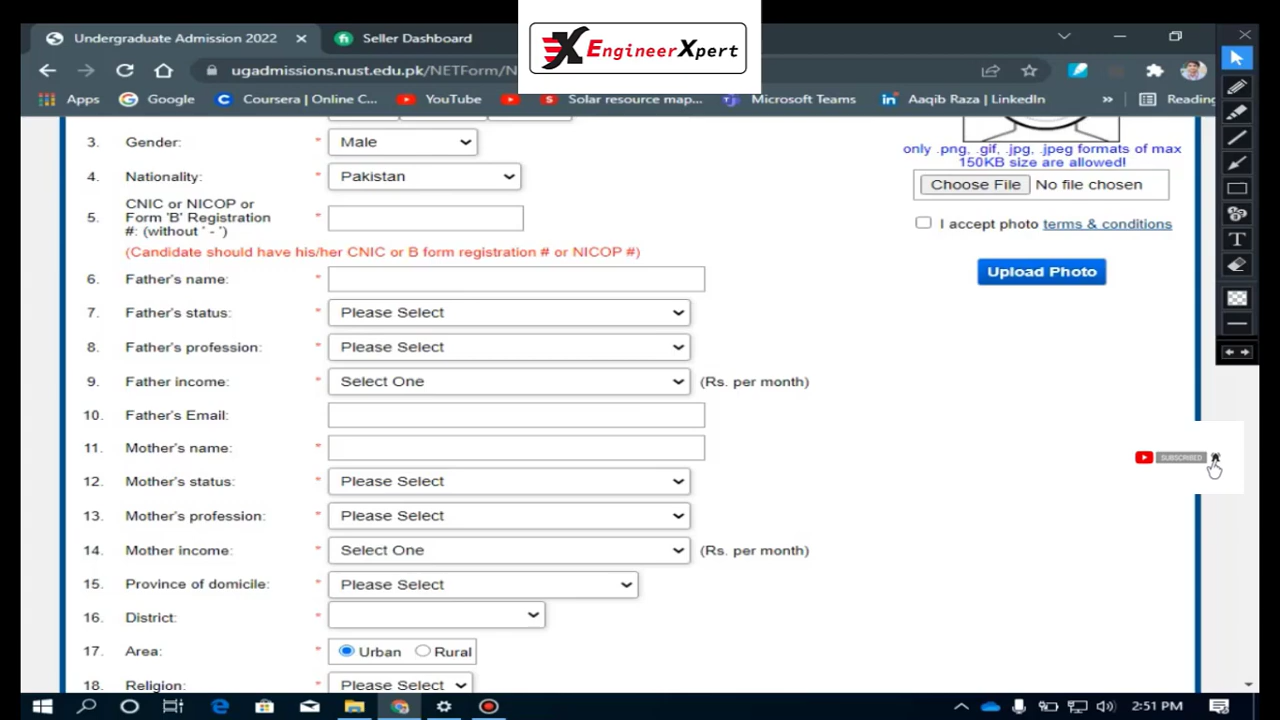 EngineerXpert
Undergraduate Admission 2022
Seller Dashboard
ugadmissions.nust.edu.pk/NETForm/N
Apps
Google
Coursera | Online C...
YouTube
Solar resource map...
Microsoft Teams
Aaqib Raza | LinkedIn
»
Reading
3. Gender: * Male
only .png, .gif, .jpg, .jpeg formats of max
150KB size are allowed!
4. Nationality: * Pakistan
Choose File No file chosen
5. CNIC or NICOP or
Form 'B' Registration *
#: (without ' - ')
I accept photo terms & conditions
(Candidate should have his/her CNIC or B form registration # or NICOP #)
Upload Photo
6. Father's name: *
7. Father's status: * Please Select
8. Father's profession: * Please Select
9. Father income: * Select One (Rs. per month)
10. Father's Email:
11. Mother's name: *
SUBSCRIBED
12. Mother's status: * Please Select
13. Mother's profession: * Please Select
14. Mother income: * Select One (Rs. per month)
15. Province of domicile: * Please Select
16. District: *
17. Area: * Urban Rural
18. Religion: * Please Select
2:51 PM